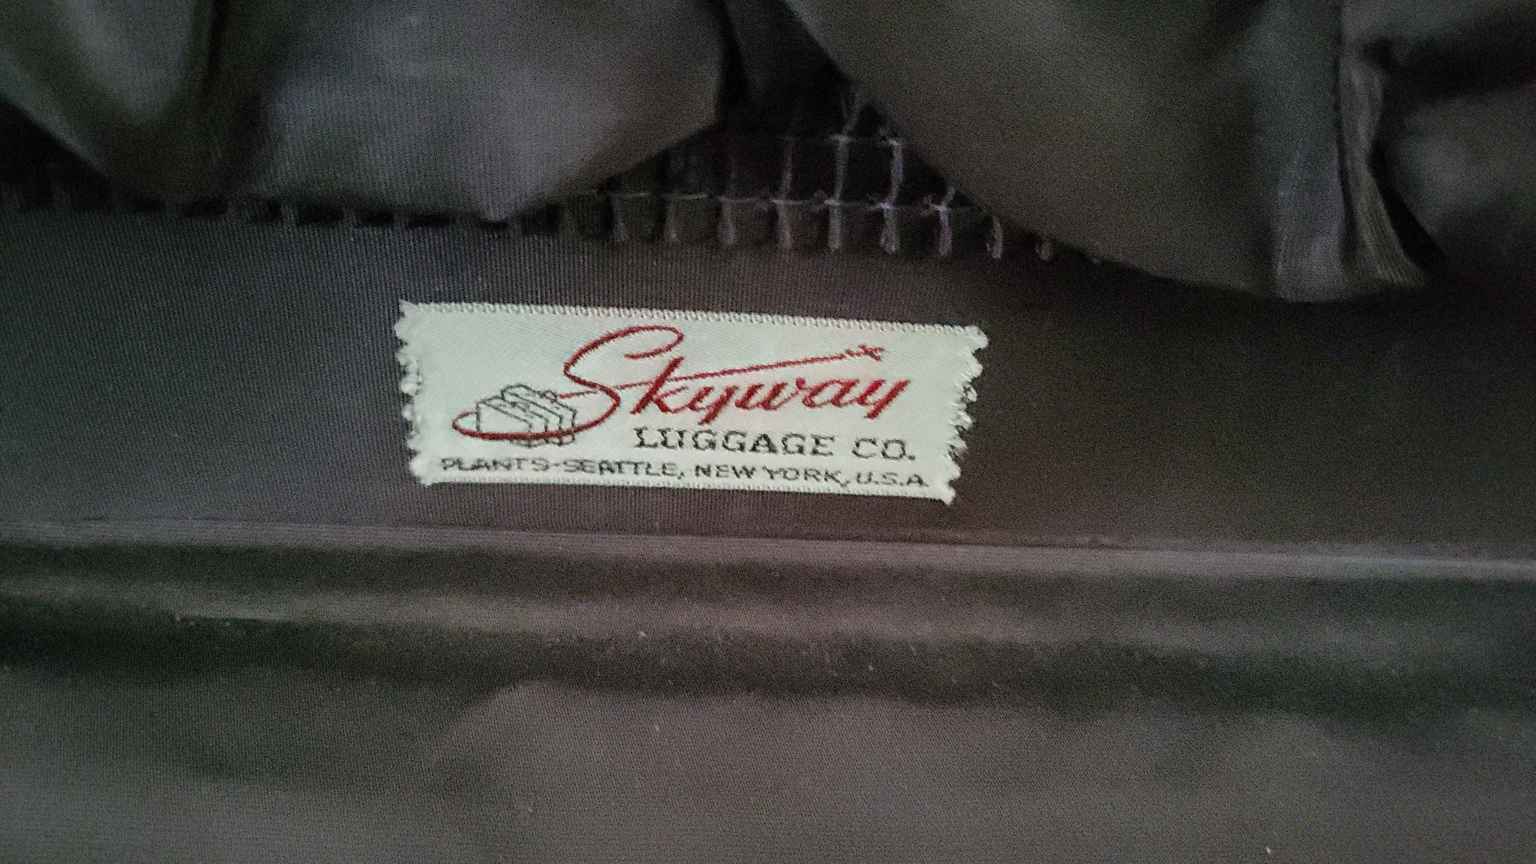 Skyway
LUGGAGE CO.
PLANTS-SEATTLE, NEW YORK, U.S.A